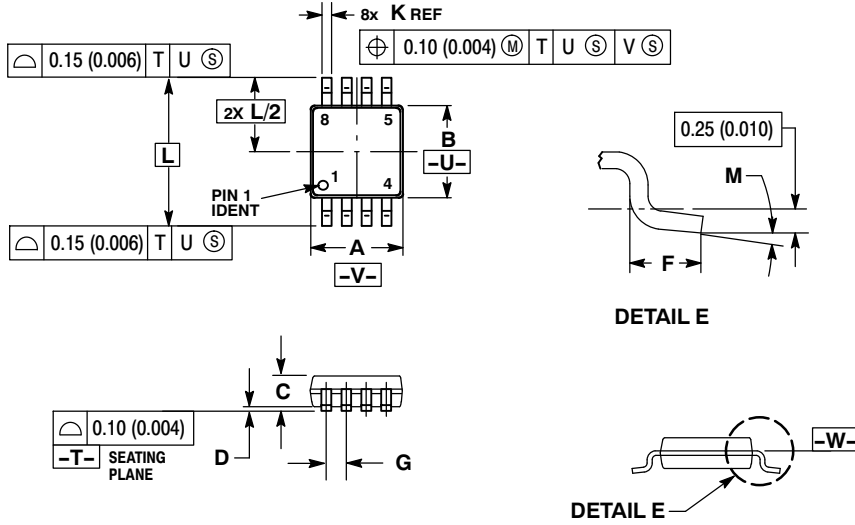 8x K REF
⌖ 0.10 (0.004) Ⓜ T U Ⓢ V Ⓢ
⌓ 0.15 (0.006) T U Ⓢ
2X L/2
8 5
B
-U-
L
1
4
PIN 1
IDENT
⌓ 0.15 (0.006) T U Ⓢ
A
-V-
0.25 (0.010)
M
F
DETAIL E
C
⌓ 0.10 (0.004)
-T- SEATING
PLANE
D
G
-W-
DETAIL E